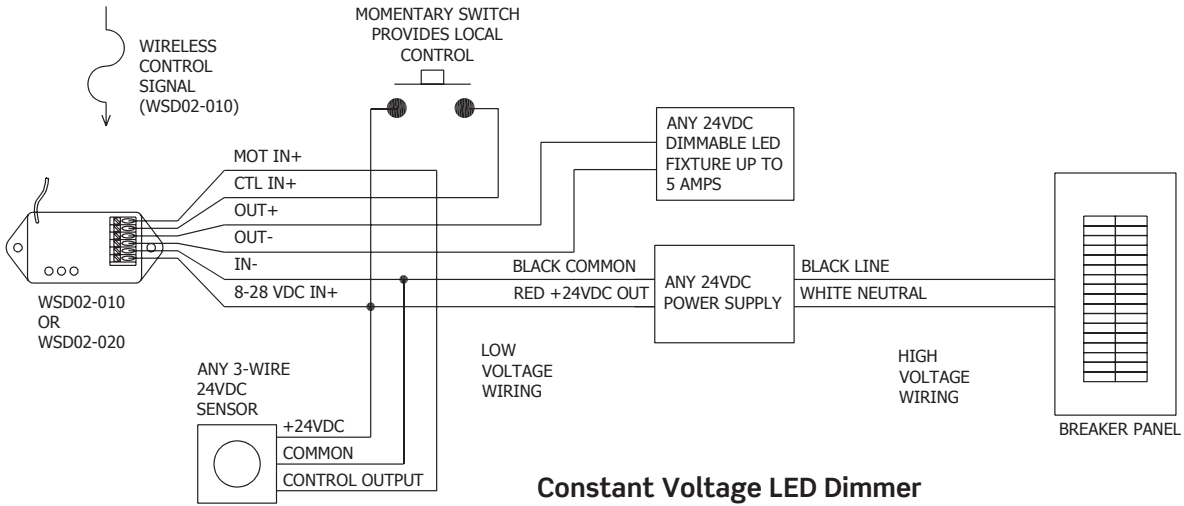 MOMENTARY SWITCH
PROVIDES LOCAL
CONTROL
WIRELESS
CONTROL
SIGNAL
(WSD02-010)
ANY 24VDC
DIMMABLE LED
FIXTURE UP TO
5 AMPS
MOT IN+
CTL IN+
OUT+
OUT-
IN-
8-28 VDC IN+
BLACK COMMON
RED +24VDC OUT
ANY 24VDC
POWER SUPPLY
BLACK LINE
WHITE NEUTRAL
WSD02-010
OR
WSD02-020
LOW
VOLTAGE
WIRING
HIGH
VOLTAGE
WIRING
ANY 3-WIRE
24VDC
SENSOR
+24VDC
COMMON
CONTROL OUTPUT
BREAKER PANEL
Constant Voltage LED Dimmer